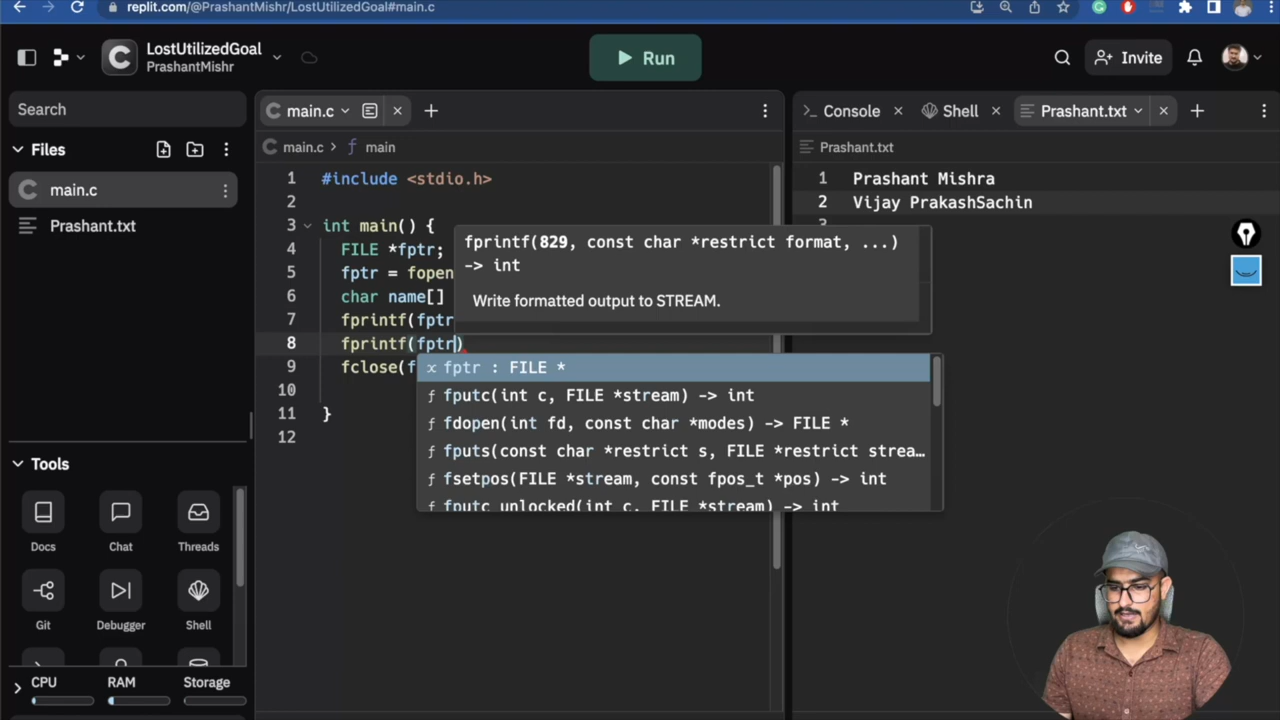 replit.com/@PrashantMishr/LostUtilizedGoal#main.c
LostUtilizedGoal
PrashantMishr
Run
Invite
Search
Files
main.c
Prashant.txt
Tools
Docs
Chat
Threads
Git
Debugger
Shell
CPU
RAM
Storage
main.c
main.c > f main
1 #include <stdio.h>
2
3 int main() {
4 FILE *fptr;
5 fptr = fopen
6 char name[]
7 fprintf(fptr
8 fprintf(fptr)
9 fclose(f
10
11 }
12
fprintf(829, const char *restrict format, ...)
-> int
Write formatted output to STREAM.
fptr : FILE *
fputc(int c, FILE *stream) -> int
fdopen(int fd, const char *modes) -> FILE *
fputs(const char *restrict s, FILE *restrict strea…
fsetpos(FILE *stream, const fpos_t *pos) -> int
fputc_unlocked(int c, FILE *stream) -> int
Console
Shell
Prashant.txt
Prashant.txt
1 Prashant Mishra
2 Vijay PrakashSachin
3